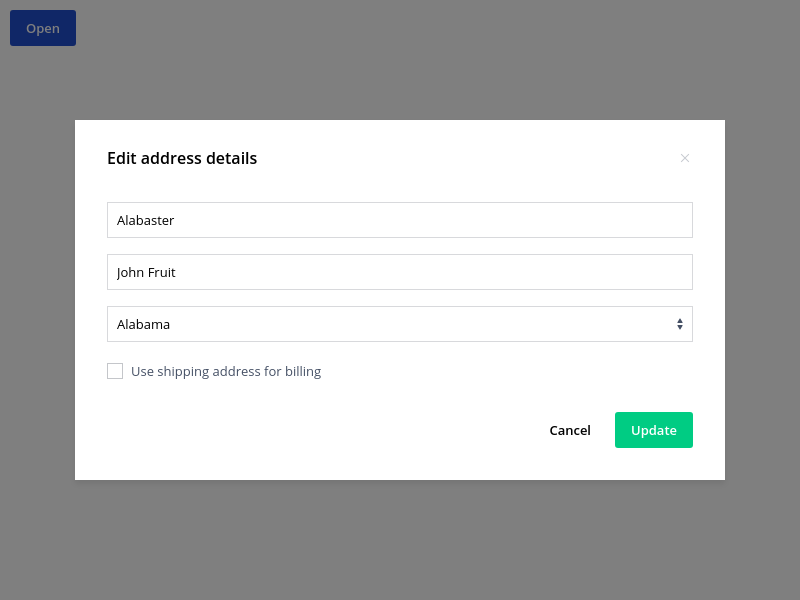 Open
Edit address details
Alabaster
John Fruit
Alabama
Use shipping address for billing
Cancel Update